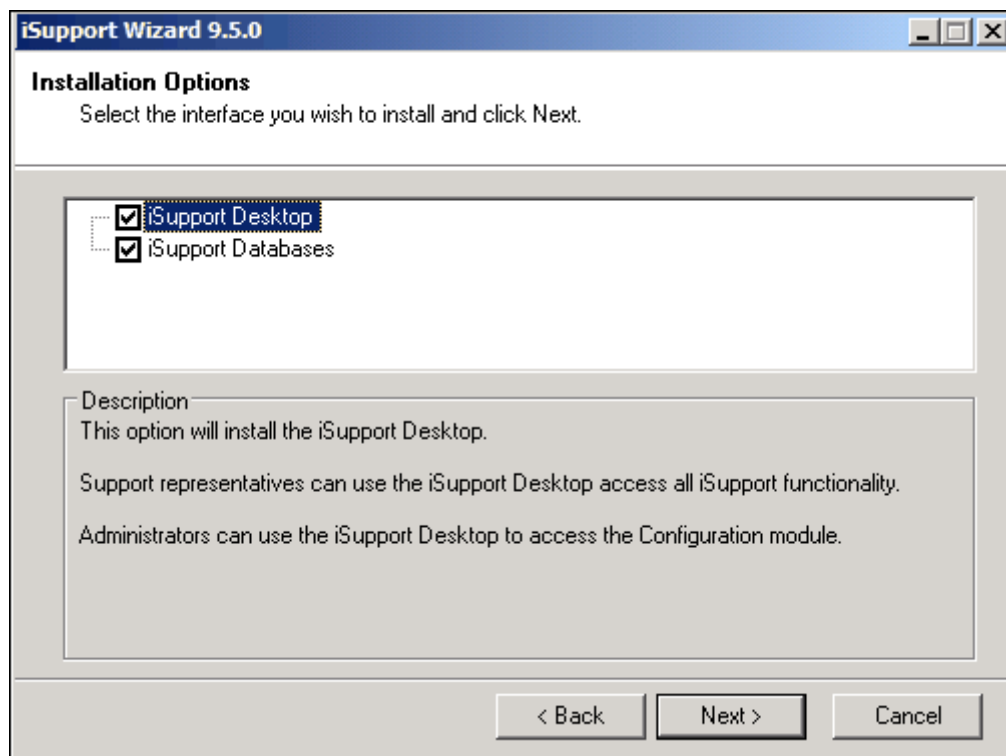 iSupport Wizard 9.5.0
Installation Options
Select the interface you wish to install and click Next.
iSupport Desktop
iSupport Databases
Description
This option will install the iSupport Desktop.
Support representatives can use the iSupport Desktop access all iSupport functionality.
Administrators can use the iSupport Desktop to access the Configuration module.
< Back
Next >
Cancel